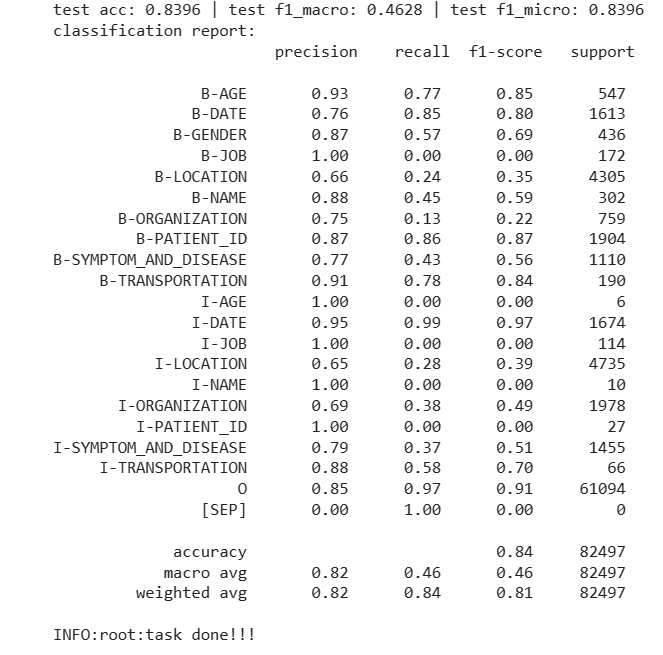 test acc: 0.8396 | test f1_macro: 0.4628 | test f1_micro: 0.8396
classification report:
precision recall f1-score support
B-AGE 0.93 0.77 0.85 547
B-DATE 0.76 0.85 0.80 1613
B-GENDER 0.87 0.57 0.69 436
B-JOB 1.00 0.00 0.00 172
B-LOCATION 0.66 0.24 0.35 4305
B-NAME 0.88 0.45 0.59 302
B-ORGANIZATION 0.75 0.13 0.22 759
B-PATIENT_ID 0.87 0.86 0.87 1904
B-SYMPTOM_AND_DISEASE 0.77 0.43 0.56 1110
B-TRANSPORTATION 0.91 0.78 0.84 190
I-AGE 1.00 0.00 0.00 6
I-DATE 0.95 0.99 0.97 1674
I-JOB 1.00 0.00 0.00 114
I-LOCATION 0.65 0.28 0.39 4735
I-NAME 1.00 0.00 0.00 10
I-ORGANIZATION 0.69 0.38 0.49 1978
I-PATIENT_ID 1.00 0.00 0.00 27
I-SYMPTOM_AND_DISEASE 0.79 0.37 0.51 1455
I-TRANSPORTATION 0.88 0.58 0.70 66
O 0.85 0.97 0.91 61094
[SEP] 0.00 1.00 0.00 0
accuracy 0.84 82497
macro avg 0.82 0.46 0.46 82497
weighted avg 0.82 0.84 0.81 82497
INFO:root:task done!!!